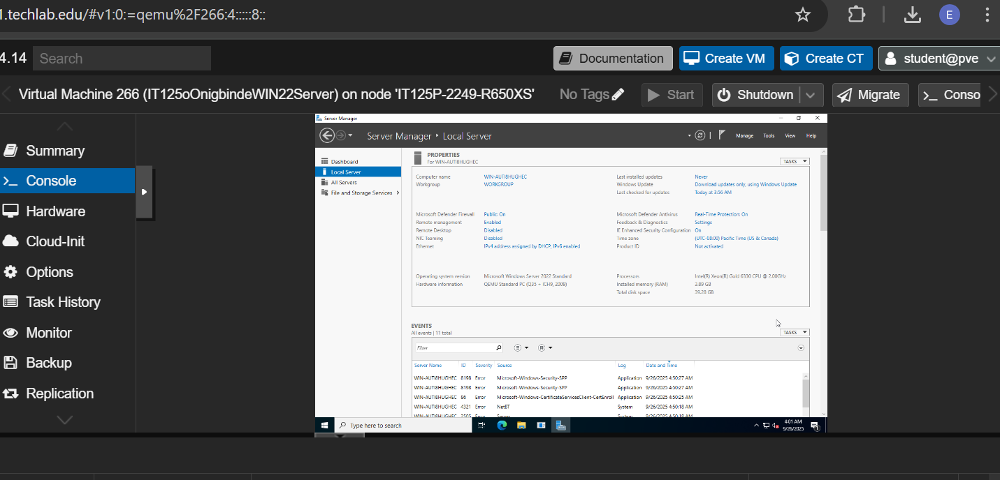 1.techlab.edu/#v1:0:=qemu%2F266:4:::::8::
E
4.14 Search Documentation Create VM Create CT student@pve
Virtual Machine 266 (IT125oOnigbindeWIN22Server) on node 'IT125P-2249-R650XS' No Tags Start Shutdown Migrate >_ Conso
Summary
>_ Console
Hardware
Cloud-Init
Options
Task History
Monitor
Backup
Replication
Server Manager
Server Manager ‣ Local Server
Manage Tools View Help
Dashboard
Local Server
All Servers
File and Storage Services
PROPERTIES
For WIN-AUTI8HUGHEC
TASKS
Computer name WIN-AUTI8HUGHEC
Workgroup WORKGROUP
Last installed updates Never
Windows Update Download updates only, using Windows Update
Last checked for updates Today at 3:56 AM
Microsoft Defender Firewall Public: On
Remote management Enabled
Remote Desktop Disabled
NIC Teaming Disabled
Ethernet IPv4 address assigned by DHCP, IPv6 enabled
Microsoft Defender Antivirus Real-Time Protection: On
Feedback & Diagnostics Settings
IE Enhanced Security Configuration On
Time zone (UTC-08:00) Pacific Time (US & Canada)
Product ID Not activated
Operating system version Microsoft Windows Server 2022 Standard
Hardware information QEMU Standard PC (Q35 + ICH9, 2009)
Processors Intel(R) Xeon(R) Gold 6330 CPU @ 2.00GHz
Installed memory (RAM) 3.89 GB
Total disk space 39.28 GB
EVENTS
All events | 11 total
TASKS
Filter
Server Name ID Severity Source Log Date and Time
WIN-AUTI8HUGHEC 8198 Error Microsoft-Windows-Security-SPP Application 9/26/2025 4:50:27 AM
WIN-AUTI8HUGHEC 8198 Error Microsoft-Windows-Security-SPP Application 9/26/2025 4:50:27 AM
WIN-AUTI8HUGHEC 86 Error Microsoft-Windows-CertificateServicesClient-CertEnroll Application 9/26/2025 4:50:25 AM
WIN-AUTI8HUGHEC 4321 Error NetBT System 9/26/2025 4:50:18 AM
WIN-AUTI8HUGHEC 2505 Error Server System 9/26/2025 4:50:18 AM
Type here to search
4:01 AM
9/26/2025
1